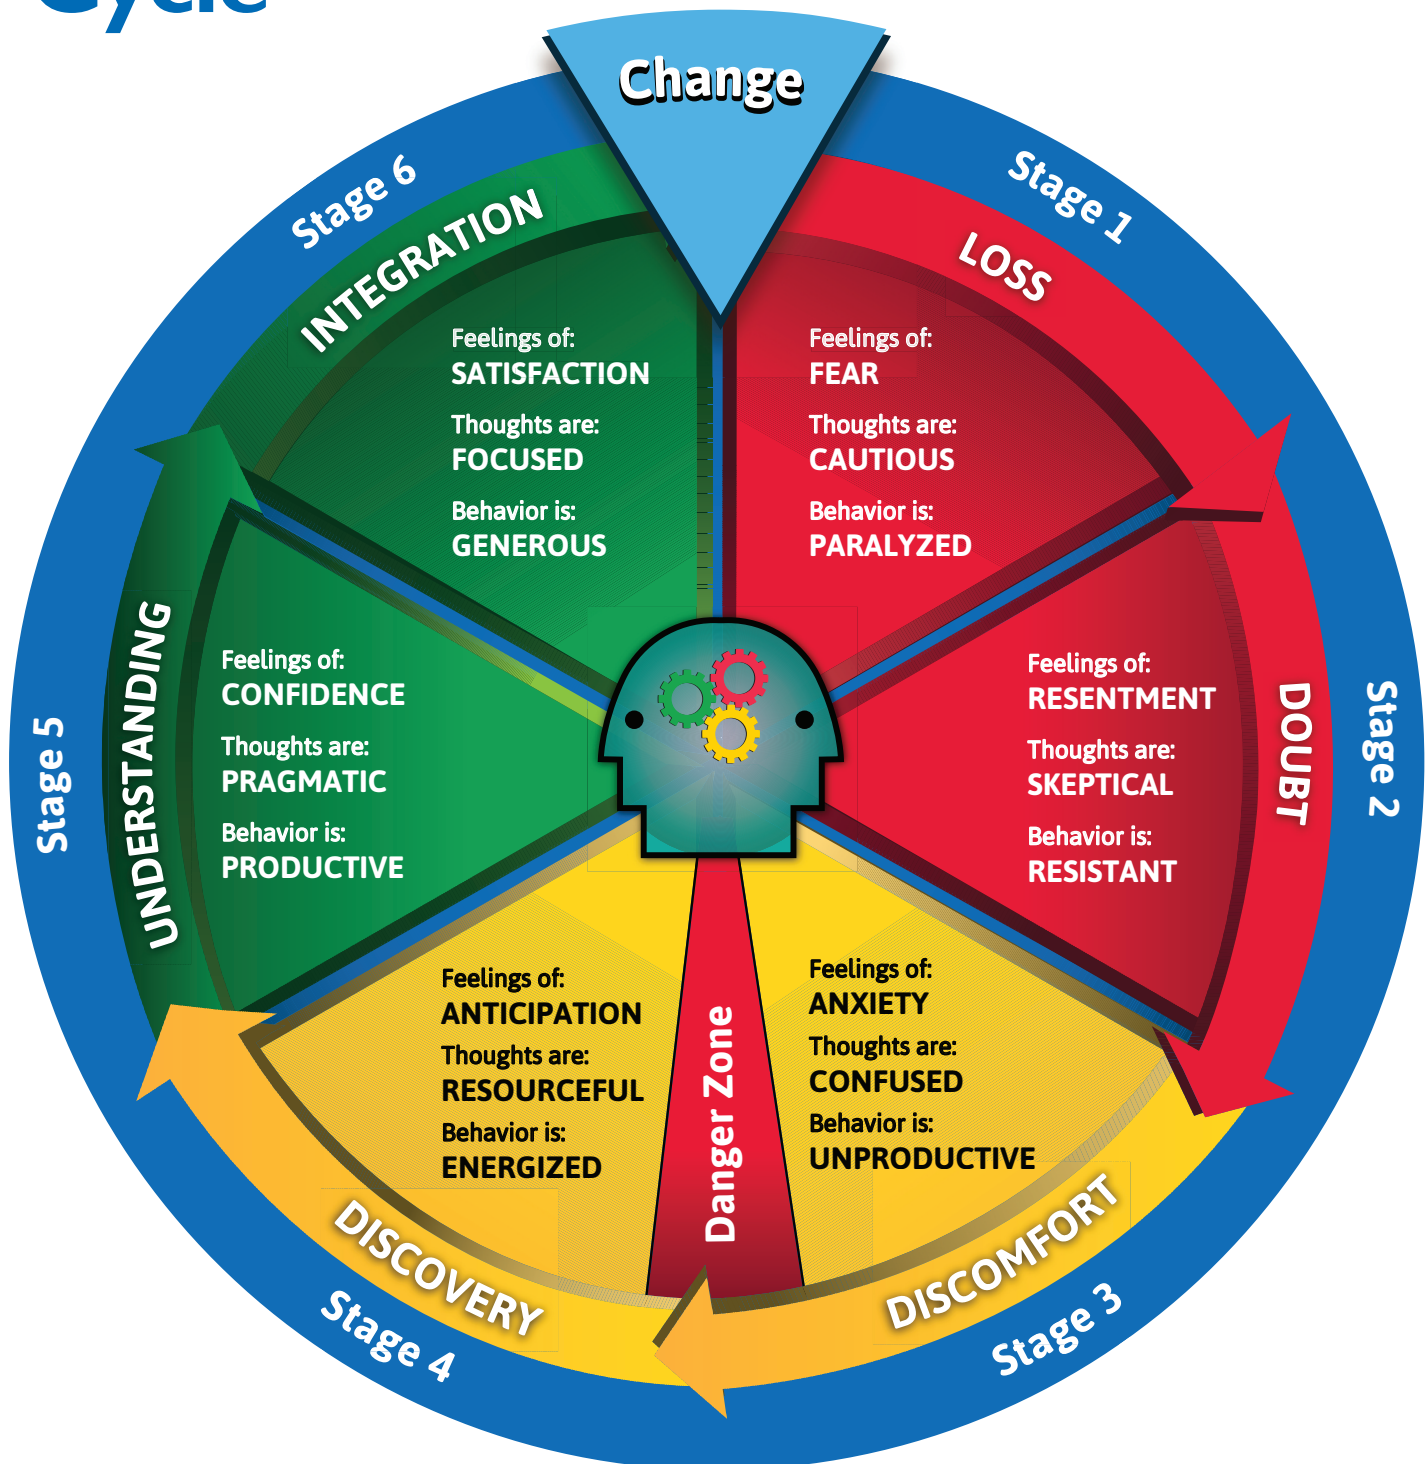 Cycle
Change
Stage 1
LOSS
Feelings of:
FEAR
Thoughts are:
CAUTIOUS
Behavior is:
PARALYZED
Stage 2
DOUBT
Feelings of:
RESENTMENT
Thoughts are:
SKEPTICAL
Behavior is:
RESISTANT
Stage 3
DISCOMFORT
Feelings of:
ANXIETY
Thoughts are:
CONFUSED
Behavior is:
UNPRODUCTIVE
Danger Zone
Stage 4
DISCOVERY
Feelings of:
ANTICIPATION
Thoughts are:
RESOURCEFUL
Behavior is:
ENERGIZED
Stage 5
UNDERSTANDING
Feelings of:
CONFIDENCE
Thoughts are:
PRAGMATIC
Behavior is:
PRODUCTIVE
Stage 6
INTEGRATION
Feelings of:
SATISFACTION
Thoughts are:
FOCUSED
Behavior is:
GENEROUS